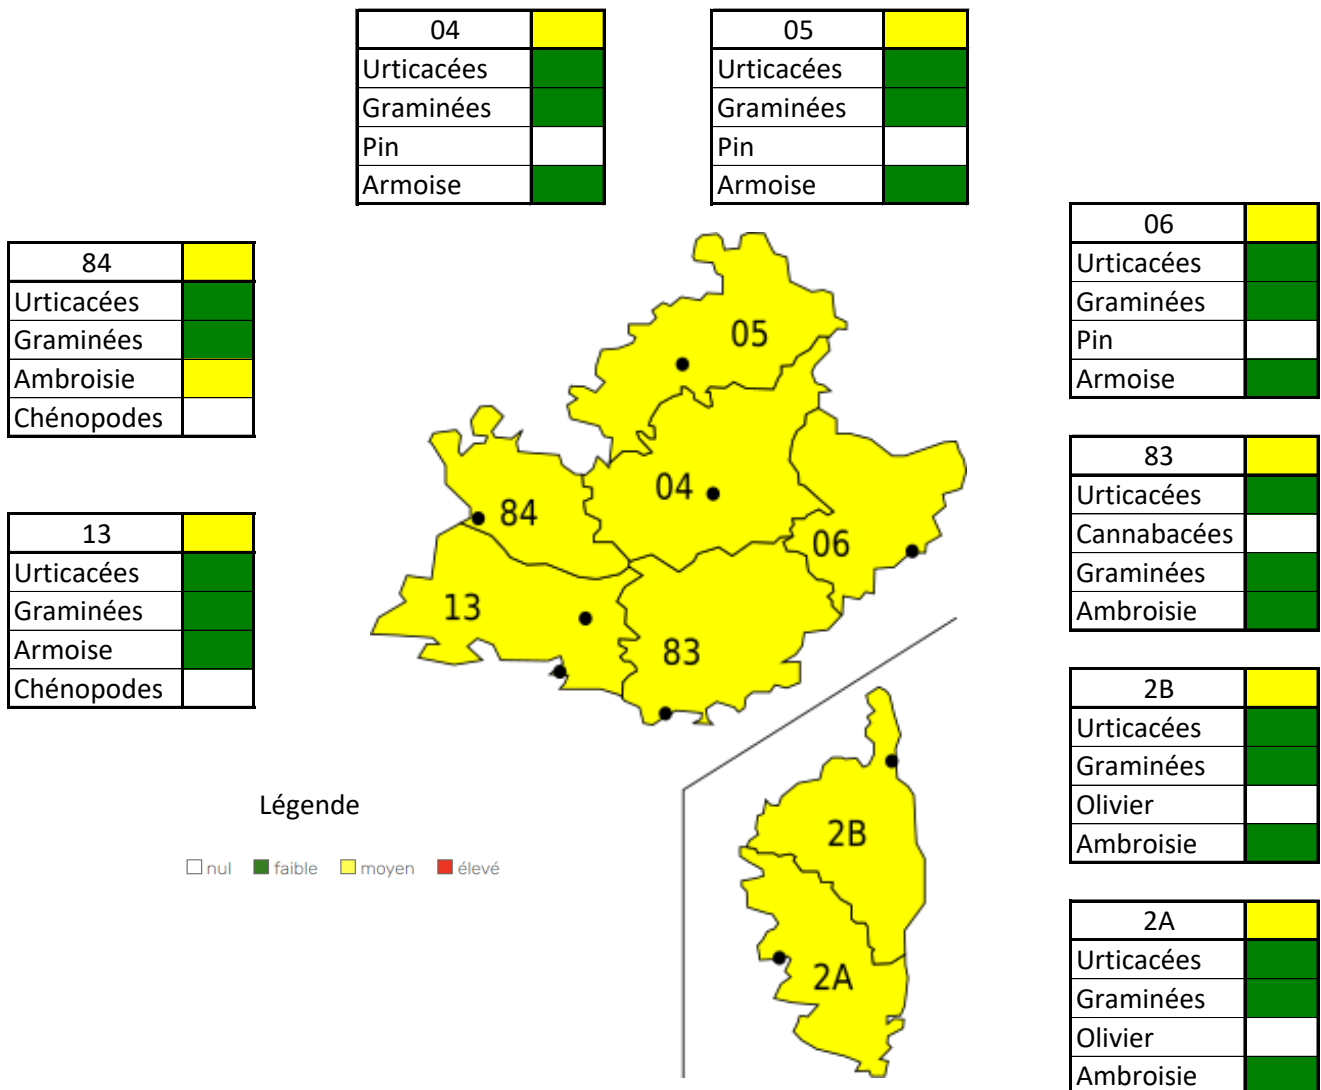 04
Urticacées
Graminées
Pin
Armoise
05
Urticacées
Graminées
Pin
Armoise
84
Urticacées
Graminées
Ambroisie
Chénopodes
13
Urticacées
Graminées
Armoise
Chénopodes
06
Urticacées
Graminées
Pin
Armoise
83
Urticacées
Cannabacées
Graminées
Ambroisie
2B
Urticacées
Graminées
Olivier
Ambroisie
2A
Urticacées
Graminées
Olivier
Ambroisie
05
04
84
06
13
83
2B
2A
Légende
nul faible moyen élevé